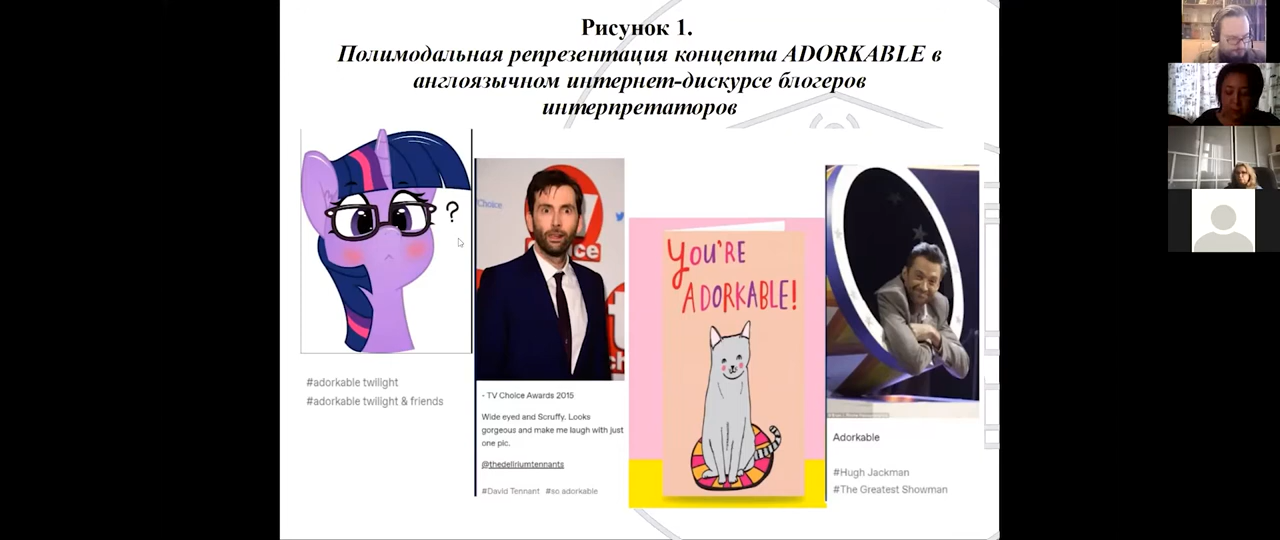 Рисунок 1.
Полимодальная репрезентация концепта ADORKABLE в
англоязычном интернет-дискурсе блогеров
интерпретаторов
?
#adorkable twilight
#adorkable twilight & friends
Choice
- TV Choice Awards 2015
Wide eyed and Scruffy. Looks
gorgeous and make me laugh with just
one pic.
@thedeliriumtennants
#David Tennant #so adorkable
YOU'RE
ADORKABLE!
Adorkable
#Hugh Jackman
#The Greatest Showman